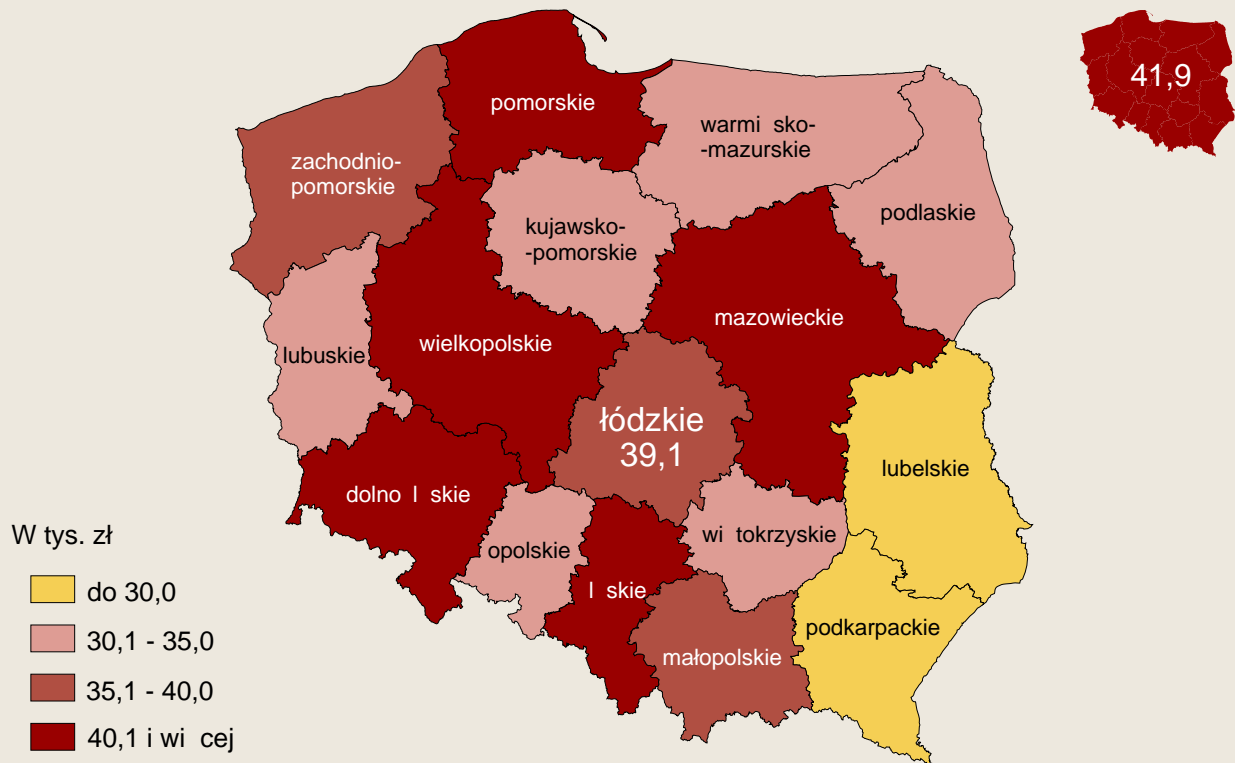 pomorskie
41,9
warmi sko-
-mazurskie
zachodnio-
pomorskie
podlaskie
kujawsko-
-pomorskie
mazowieckie
wielkopolskie
lubuskie
łódzkie
39,1
lubelskie
dolno l skie
W tys. zł
wi tokrzyskie
opolskie
do 30,0
l skie
podkarpackie
30,1 - 35,0
małopolskie
35,1 - 40,0
40,1 i wi cej